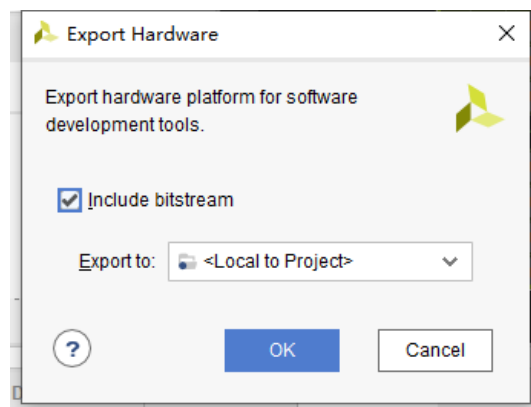 Export Hardware
Export hardware platform for software
development tools.
Include bitstream
Export to: <Local to Project>
? OK Cancel
D